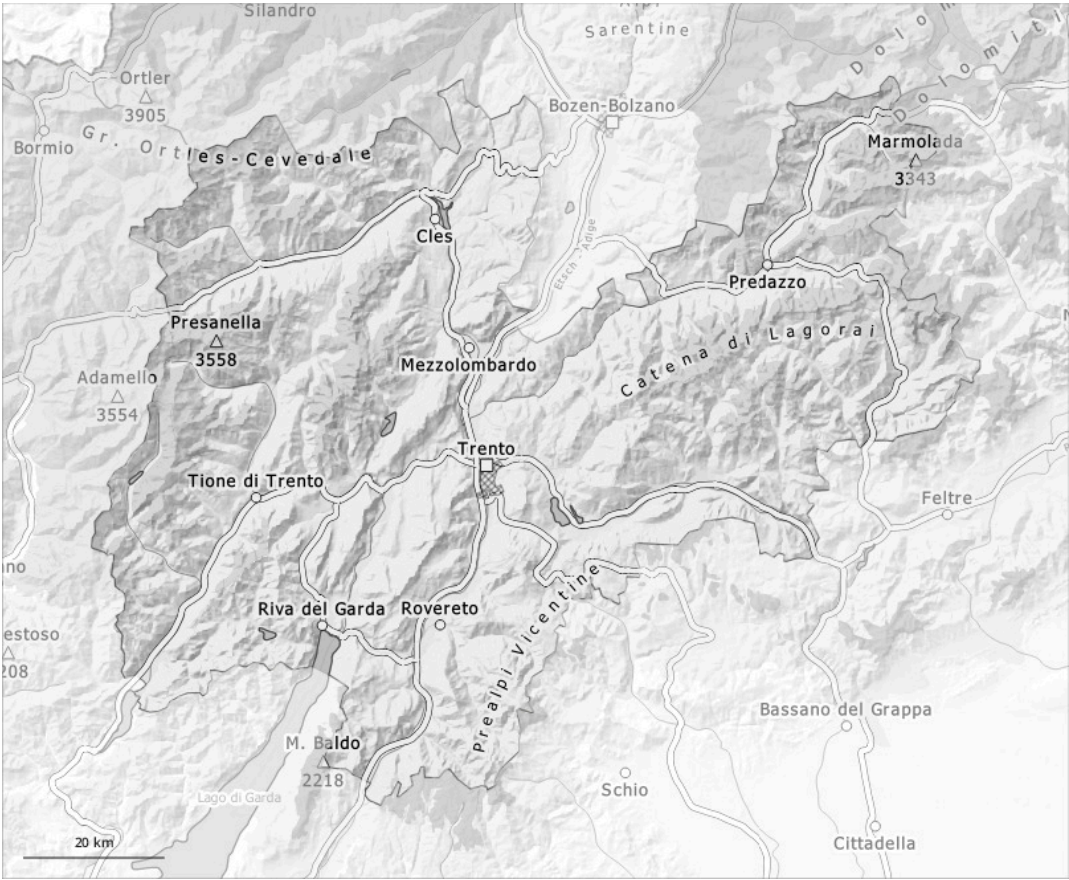 Silandro
Sarentine
Ortler
3905
Bormio
Gr. Ortles-Cevedale
Bozen-Bolzano
Dolomiti
Marmolada
3343
Cles
Etsch - Adige
Predazzo
Presanella
3558
Adamello
3554
Mezzolombardo
Catena di Lagorai
Trento
Tione di Trento
Feltre
Riva del Garda
Rovereto
estoso
208
Prealpi Vicentine
Bassano del Grappa
M. Baldo
2218
Schio
Lago di Garda
20 km
Cittadella